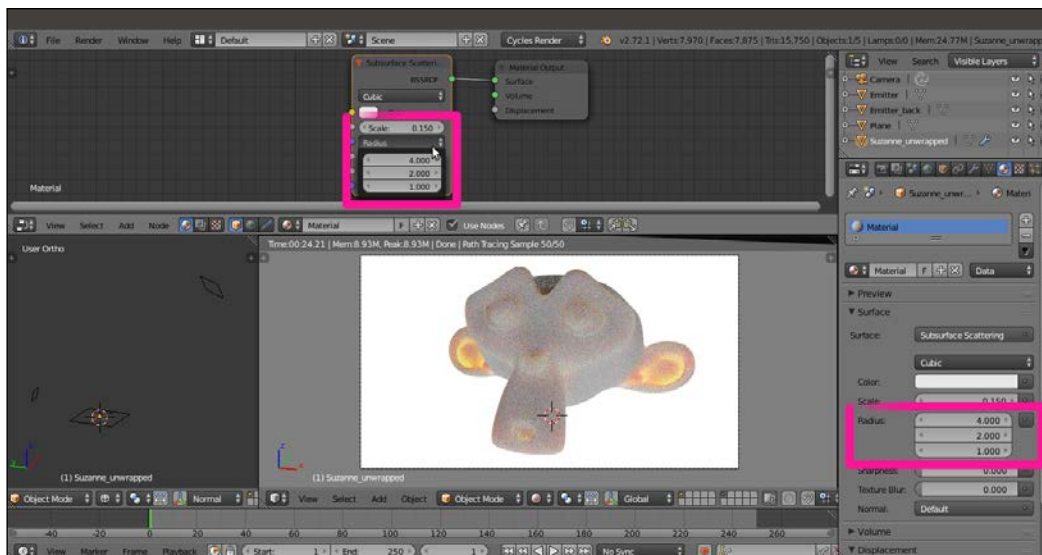 File Render Window Help Default Scene Cycles Render v2.72.1 | Verts:7,970 | Faces:7,875 | Tris:15,750 | Objects:1/5 | Lamps:0/0 | Mem:24.77M | Suzanne_unwrapp
Subsurface Scatteri...
BSSRDF
Cubic
Scale: 0.150
Radius
4.000
2.000
1.000
Material Output
Surface
Volume
Displacement
Material
View Search Visible Layers
Camera
Emitter
Emitter_back
Plane
Suzanne_unwrapped
Suzanne_unwr... Materi
Material
Material F Data
Preview
Surface
Surface: Subsurface Scattering
Cubic
Color:
Scale: 0.150
Radius: 4.000
2.000
1.000
Sharpness: 0.000
Texture Blur: 0.000
Normal: Default
Volume
Displacement
View Select Add Node Material F Use Nodes
User Ortho
(1) Suzanne_unwrapped
Time:00:24.21 | Mem:8.93M, Peak:8.93M | Done | Path Tracing Sample 50/50
(1) Suzanne_unwrapped
Object Mode Normal
View Select Add Object Object Mode Global
-40 -20 0 20 40 60 80 100 120 140 160 180 200 220 240 260
View Marker Frame Playback Start: 1 End: 250 1 No Sync